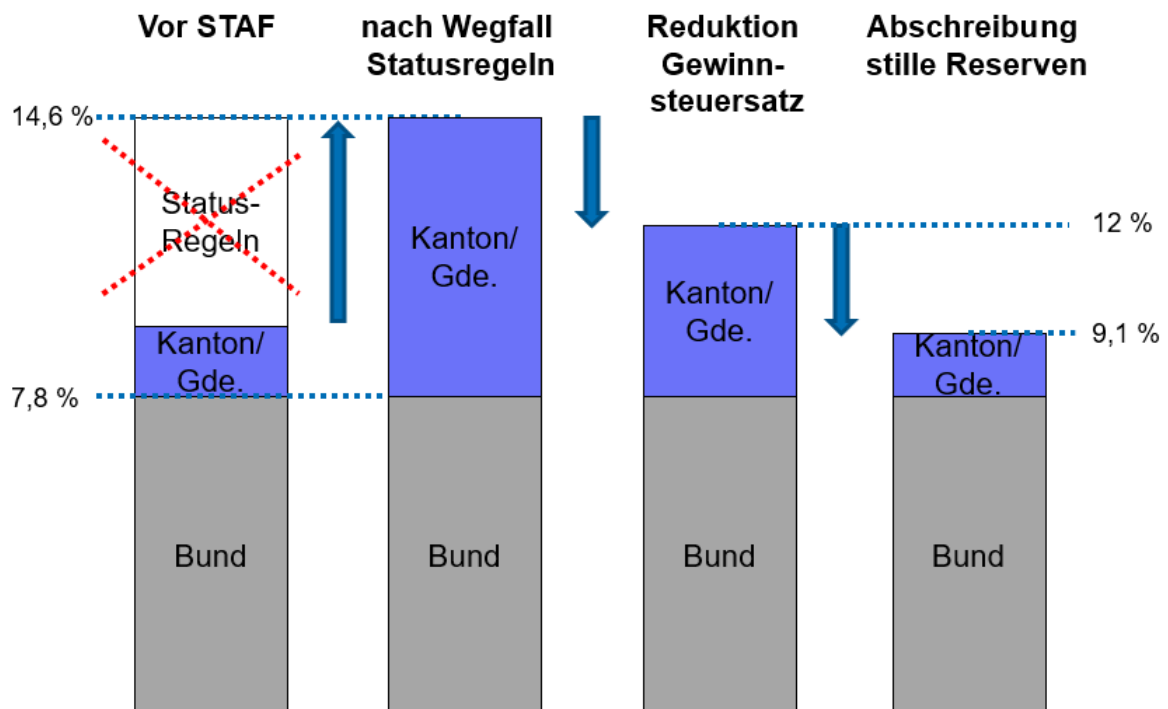 Vor STAF
nach Wegfall
Statusregeln
Reduktion
Gewinn-
steuersatz
Abschreibung
stille Reserven
14,6 %
Status-
Regeln
Kanton/
Gde.
7,8 %
Bund
Kanton/
Gde.
Bund
Kanton/
Gde.
Bund
12 %
9,1 %
Kanton/
Gde.
Bund